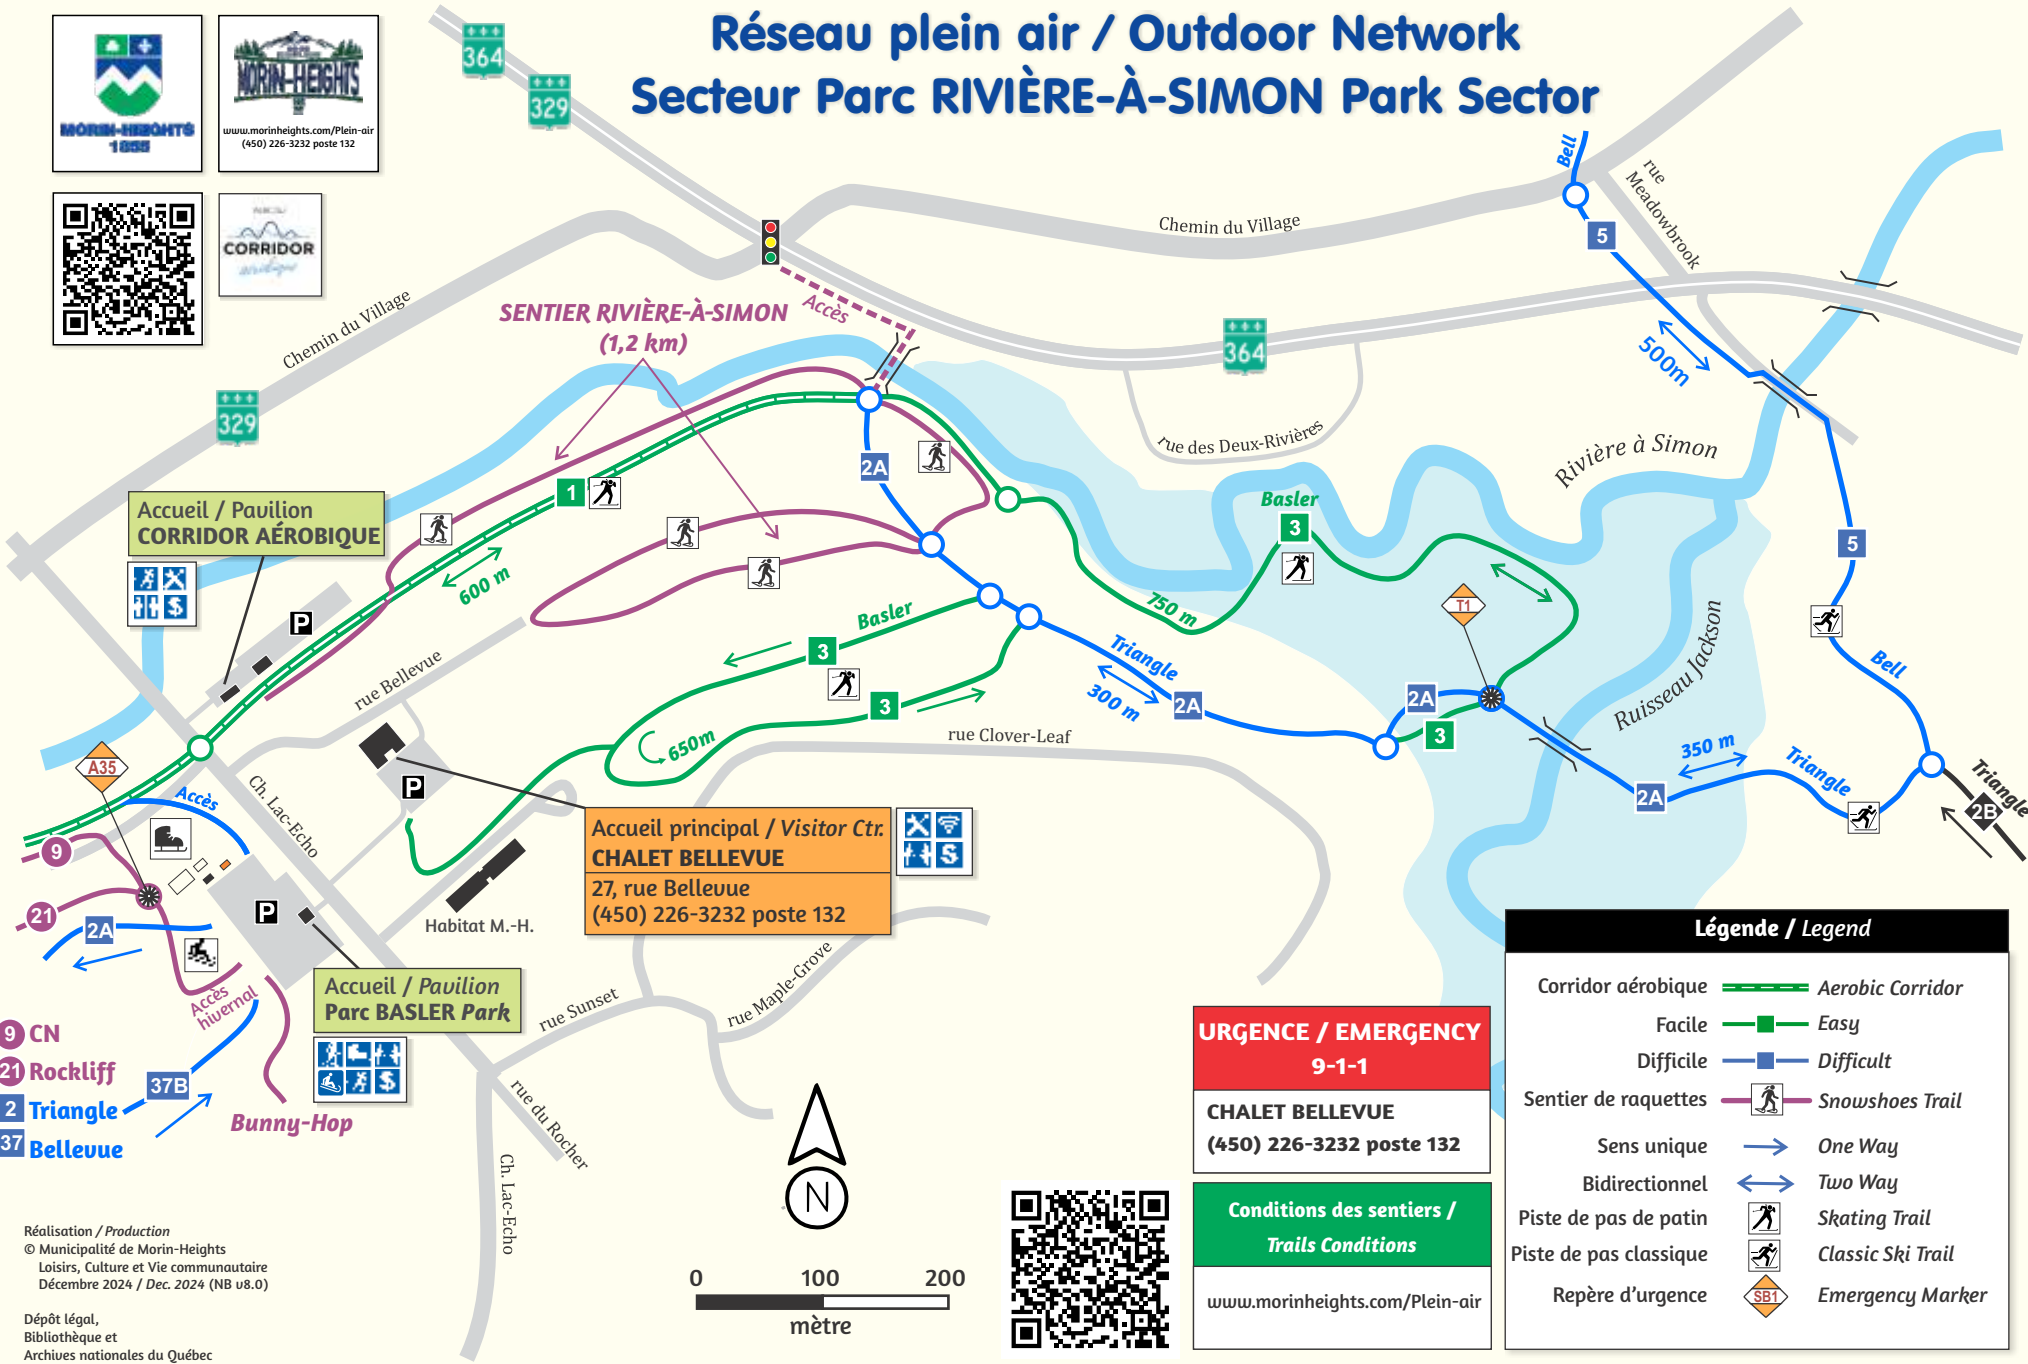 Réseau plein air / Outdoor Network
Secteur Parc RIVIÈRE-À-SIMON Park Sector
MORIN-HEIGHTS
1855
MORIN-HEIGHTS
www.morinheights.com/Plein-air
(450) 226-3232 poste 132
CORRIDOR
aérobique
364
329
Bell
5
rue
Meadowbrook
Chemin du Village
Chemin du Village
Accès
SENTIER RIVIÈRE-À-SIMON
(1,2 km)
364
500m
329
rue des Deux-Rivières
Rivière à Simon
2A
1
Basler
3
Accueil / Pavilion
CORRIDOR AÉROBIQUE
5
600 m
P
750 m
T1
Basler
3
Triangle
300 m
2A
2A
3
Ruisseau Jackson
Bell
rue Bellevue
3
650m
rue Clover-Leaf
350 m
Triangle
2A
Triangle
2B
A35
Accès
Ch. Lac-Echo
P
Accueil principal / Visitor Ctr.
CHALET BELLEVUE
27, rue Bellevue
(450) 226-3232 poste 132
9
21
2A
P
Habitat M.-H.
Accès
hivernal
Accueil / Pavilion
Parc BASLER Park
rue Sunset
rue Maple-Grove
9 CN
21 Rockliff
2 Triangle
37 Bellevue
37B
Bunny-Hop
rue du Rocher
Ch. Lac-Echo
N
0 100 200
mètre
URGENCE / EMERGENCY
9-1-1
CHALET BELLEVUE
(450) 226-3232 poste 132
Conditions des sentiers /
Trails Conditions
www.morinheights.com/Plein-air
Légende / Legend
Corridor aérobique Aerobic Corridor
Facile Easy
Difficile Difficult
Sentier de raquettes Snowshoes Trail
Sens unique One Way
Bidirectionnel Two Way
Piste de pas de patin Skating Trail
Piste de pas classique Classic Ski Trail
Repère d'urgence SB1 Emergency Marker
Réalisation / Production
© Municipalité de Morin-Heights
Loisirs, Culture et Vie communautaire
Décembre 2024 / Dec. 2024 (NB v8.0)
Dépôt légal,
Bibliothèque et
Archives nationales du Québec